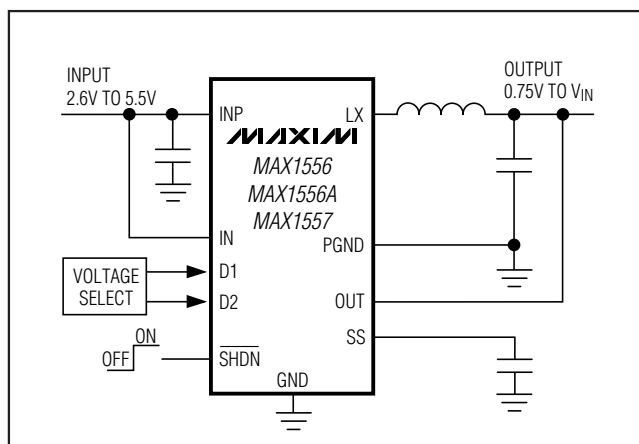 INPUT
2.6V TO 5.5V
OUTPUT
0.75V TO VIN
INP
LX
MAXIM
MAX1556
MAX1556A
MAX1557
IN
PGND
VOLTAGE
SELECT
D1
D2
OUT
SS
ON
OFF
SHDN
GND